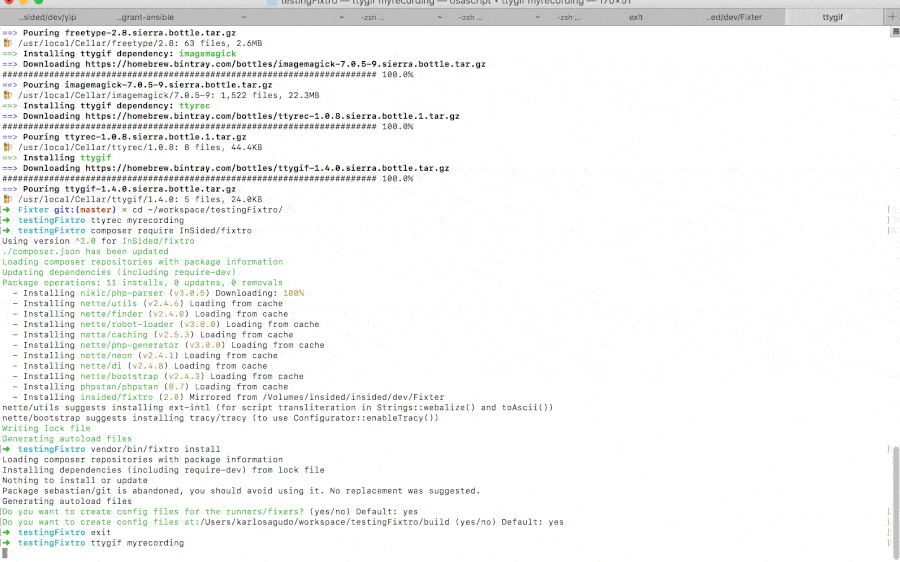 testingFixtro — ttygif myrecording — osascript • ttygif myrecording — 170×51
...sided/dev/yip ..grant-ansible ~ ~ -zsh ... ~ -zsh ... ~ -zsh ... exit ..ed/dev/Fixter ttygif
==> Pouring freetype-2.8.sierra.bottle.tar.gz
/usr/local/Cellar/freetype/2.8: 63 files, 2.6MB
==> Installing ttygif dependency: imagemagick
==> Downloading https://homebrew.bintray.com/bottles/imagemagick-7.0.5-9.sierra.bottle.tar.gz
######################################################################## 100.0%
==> Pouring imagemagick-7.0.5-9.sierra.bottle.tar.gz
/usr/local/Cellar/imagemagick/7.0.5-9: 1,522 files, 22.3MB
==> Installing ttygif dependency: ttyrec
==> Downloading https://homebrew.bintray.com/bottles/ttyrec-1.0.8.sierra.bottle.1.tar.gz
######################################################################## 100.0%
==> Pouring ttyrec-1.0.8.sierra.bottle.1.tar.gz
/usr/local/Cellar/ttyrec/1.0.8: 8 files, 44.4KB
==> Installing ttygif
==> Downloading https://homebrew.bintray.com/bottles/ttygif-1.4.0.sierra.bottle.tar.gz
######################################################################## 100.0%
==> Pouring ttygif-1.4.0.sierra.bottle.tar.gz
/usr/local/Cellar/ttygif/1.4.0: 5 files, 24.0KB
➜ Fixter git:(master) × cd ~/workspace/testingFixtro/
➜ testingFixtro ttyrec myrecording
➜ testingFixtro composer require InSided/fixtro
Using version ^2.0 for InSided/fixtro
./composer.json has been updated
Loading composer repositories with package information
Updating dependencies (including require-dev)
Package operations: 11 installs, 0 updates, 0 removals
- Installing nikic/php-parser (v3.0.5) Downloading: 100%
- Installing nette/utils (v2.4.6) Loading from cache
- Installing nette/finder (v2.4.0) Loading from cache
- Installing nette/robot-loader (v3.0.0) Loading from cache
- Installing nette/caching (v2.5.3) Loading from cache
- Installing nette/php-generator (v3.0.0) Loading from cache
- Installing nette/neon (v2.4.1) Loading from cache
- Installing nette/di (v2.4.8) Loading from cache
- Installing nette/bootstrap (v2.4.3) Loading from cache
- Installing phpstan/phpstan (0.7) Loading from cache
- Installing insided/fixtro (2.0) Mirrored from /Volumes/insided/insided/dev/Fixter
nette/utils suggests installing ext-intl (for script transliteration in Strings::webalize() and toAscii())
nette/bootstrap suggests installing tracy/tracy (to use Configurator::enableTracy())
Writing lock file
Generating autoload files
➜ testingFixtro vendor/bin/fixtro install
Loading composer repositories with package information
Installing dependencies (including require-dev) from lock file
Nothing to install or update
Package sebastian/git is abandoned, you should avoid using it. No replacement was suggested.
Generating autoload files
Do you want to create config files for the runners/fixers? (yes/no) Default: yes
Do you want to create config files at:/Users/karlosagudo/workspace/testingFixtro/build (yes/no) Default: yes
➜ testingFixtro exit
➜ testingFixtro ttygif myrecording